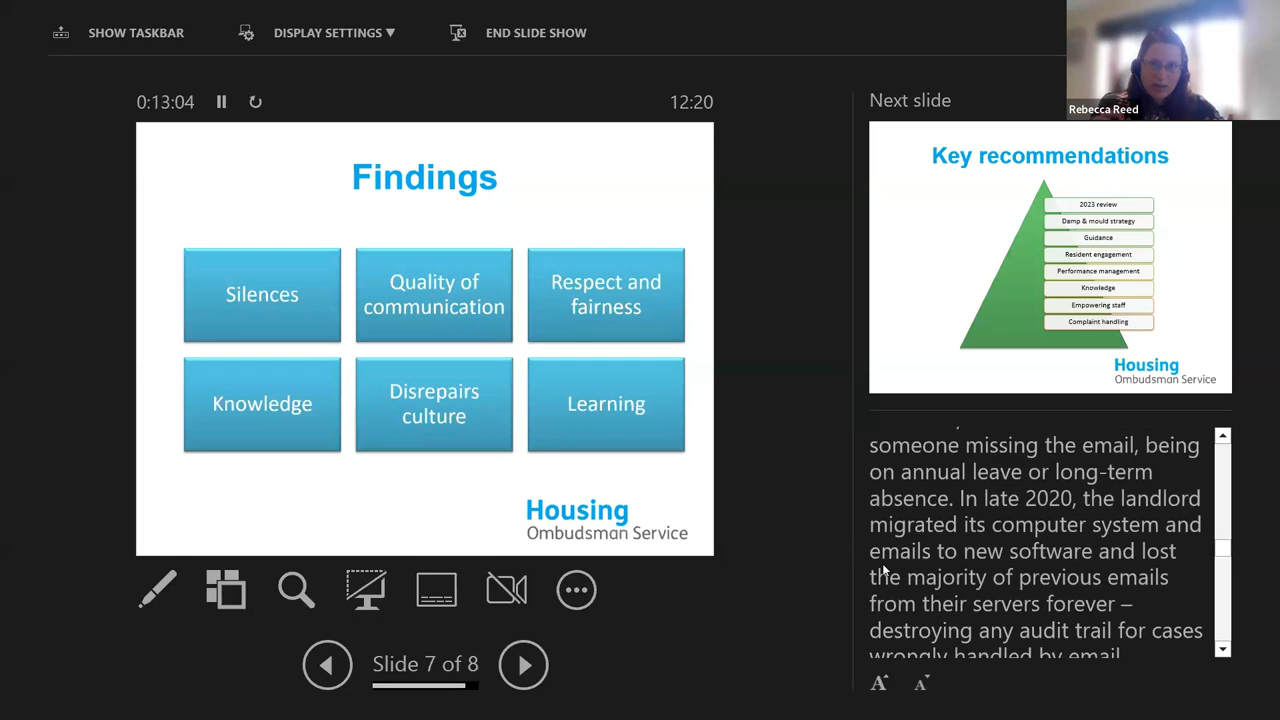 SHOW TASKBAR
DISPLAY SETTINGS ▼
END SLIDE SHOW
Rebecca Reed
0:13:04
12:20
Findings
Silences
Quality of
communication
Respect and
fairness
Knowledge
Disrepairs
culture
Learning
Housing
Ombudsman Service
Slide 7 of 8
Next slide
Key recommendations
2023 review
Damp & mould strategy
Guidance
Resident engagement
Performance management
Knowledge
Empowering staff
Complaint handling
Housing
Ombudsman Service
someone missing the email, being
on annual leave or long-term
absence. In late 2020, the landlord
migrated its computer system and
emails to new software and lost
the majority of previous emails
from their servers forever –
destroying any audit trail for cases
wrongly handled by email.
A
A